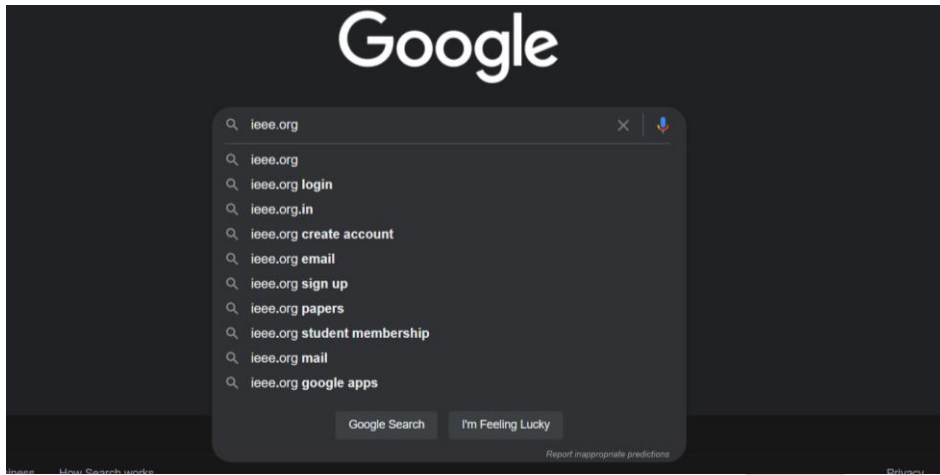 Google
ieee.org
ieee.org
ieee.org login
ieee.org.in
ieee.org create account
ieee.org email
ieee.org sign up
ieee.org papers
ieee.org student membership
ieee.org mail
ieee.org google apps
Google Search I'm Feeling Lucky
Report inappropriate predictions
How Search works Privacy